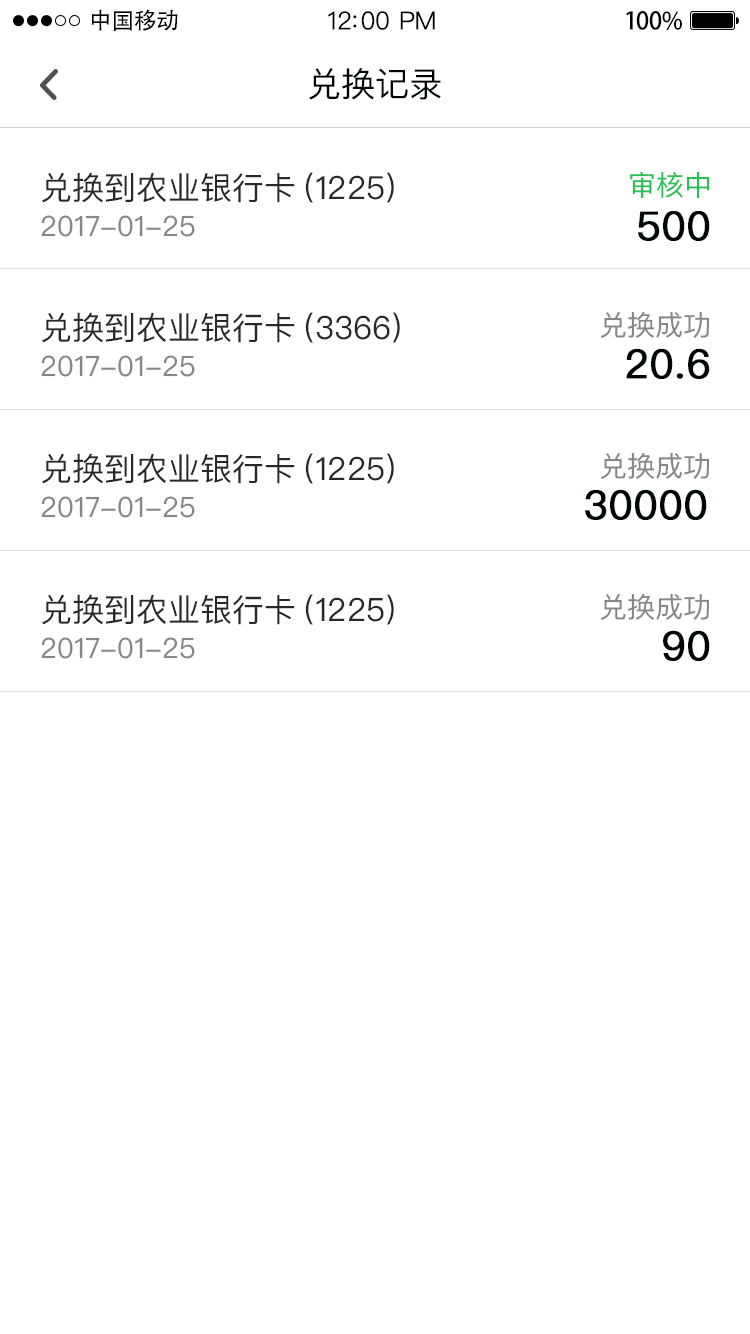 中国移动 12:00 PM 100%
兑换记录
兑换到农业银行卡 (1225) 审核中
2017-01-25 500
兑换到农业银行卡 (3366) 兑换成功
2017-01-25 20.6
兑换到农业银行卡 (1225) 兑换成功
2017-01-25 30000
兑换到农业银行卡 (1225) 兑换成功
2017-01-25 90